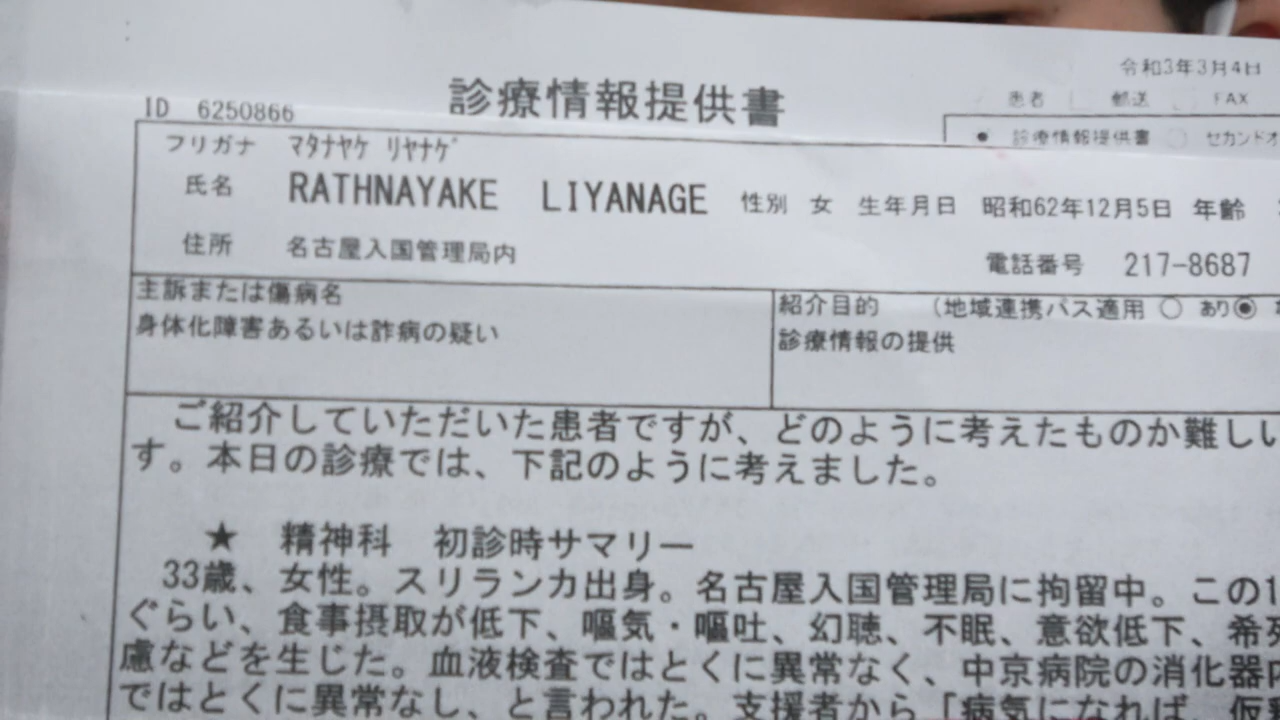 令和3年3月4日
診療情報提供書
患者 郵送 FAX
ID 6250866
診療情報提供書 セカンドオ
フリガナ マタナヤケ リヤナゲ
氏名 RATHNAYAKE LIYANAGE 性別 女 生年月日 昭和62年12月5日 年齢
住所 名古屋入国管理局内 電話番号 217-8687
主訴または傷病名
身体化障害あるいは詐病の疑い
紹介目的 (地域連携パス適用 ○ あり◉
診療情報の提供
ご紹介していただいた患者ですが、どのように考えたものか難しい
す。本日の診療では、下記のように考えました。
★ 精神科 初診時サマリー
33歳、女性。スリランカ出身。名古屋入国管理局に拘留中。この1
ぐらい、食事摂取が低下、嘔気・嘔吐、幻聴、不眠、意欲低下、希死
慮などを生じた。血液検査ではとくに異常なく、中京病院の消化器内
ではとくに異常なし、と言われた。支援者から「病気になれば、仮